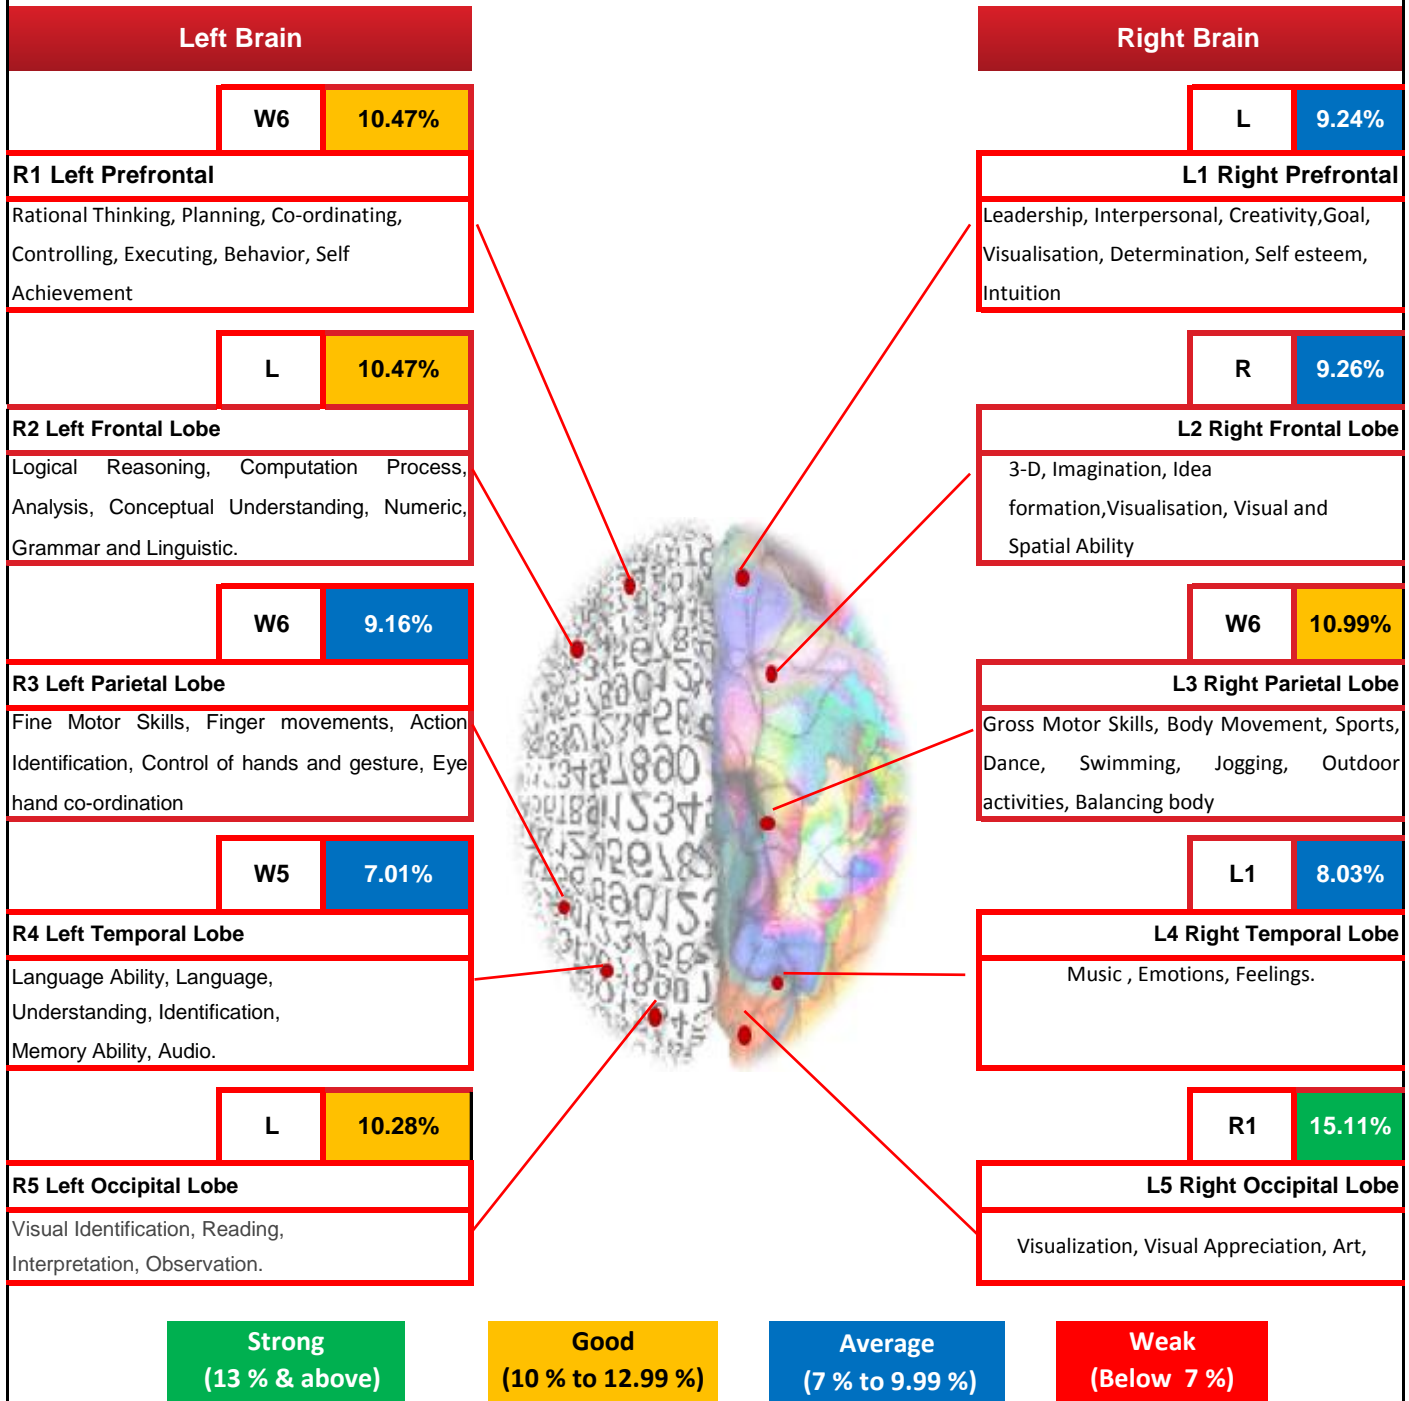 Left Brain
W6 10.47%
R1 Left Prefrontal
Rational Thinking, Planning, Co-ordinating,
Controlling, Executing, Behavior, Self
Achievement
L 10.47%
R2 Left Frontal Lobe
Logical Reasoning, Computation Process,
Analysis, Conceptual Understanding, Numeric,
Grammar and Linguistic.
W6 9.16%
R3 Left Parietal Lobe
Fine Motor Skills, Finger movements, Action
Identification, Control of hands and gesture, Eye
hand co-ordination
W5 7.01%
R4 Left Temporal Lobe
Language Ability, Language,
Understanding, Identification,
Memory Ability, Audio.
L 10.28%
R5 Left Occipital Lobe
Visual Identification, Reading,
Interpretation, Observation.
Right Brain
L 9.24%
L1 Right Prefrontal
Leadership, Interpersonal, Creativity,Goal,
Visualisation, Determination, Self esteem,
Intuition
R 9.26%
L2 Right Frontal Lobe
3-D, Imagination, Idea
formation,Visualisation, Visual and
Spatial Ability
W6 10.99%
L3 Right Parietal Lobe
Gross Motor Skills, Body Movement, Sports,
Dance, Swimming, Jogging, Outdoor
activities, Balancing body
L1 8.03%
L4 Right Temporal Lobe
Music , Emotions, Feelings.
R1 15.11%
L5 Right Occipital Lobe
Visualization, Visual Appreciation, Art,
Strong
(13 % & above)
Good
(10 % to 12.99 %)
Average
(7 % to 9.99 %)
Weak
(Below 7 %)